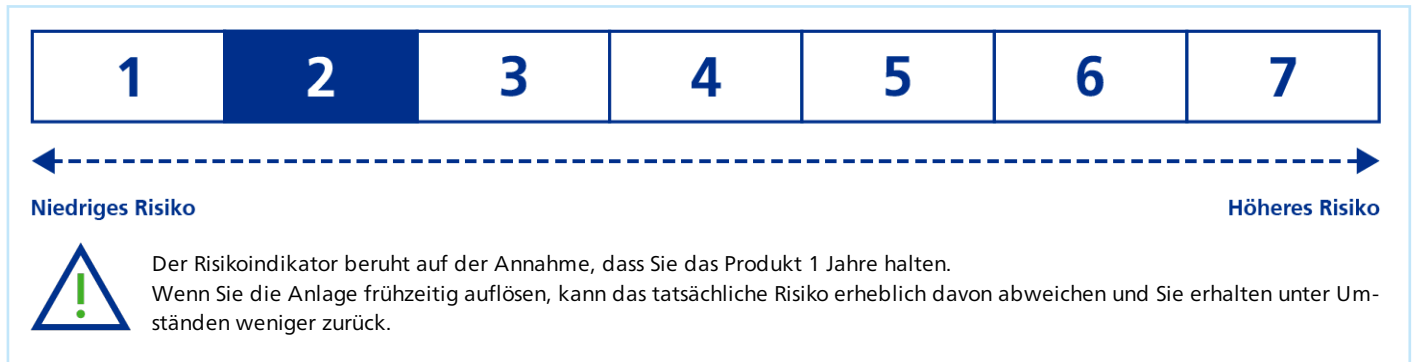 1 2 3 4 5 6 7
Niedriges Risiko Höheres Risiko
Der Risikoindikator beruht auf der Annahme, dass Sie das Produkt 1 Jahre halten.
Wenn Sie die Anlage frühzeitig auflösen, kann das tatsächliche Risiko erheblich davon abweichen und Sie erhalten unter Um-
ständen weniger zurück.